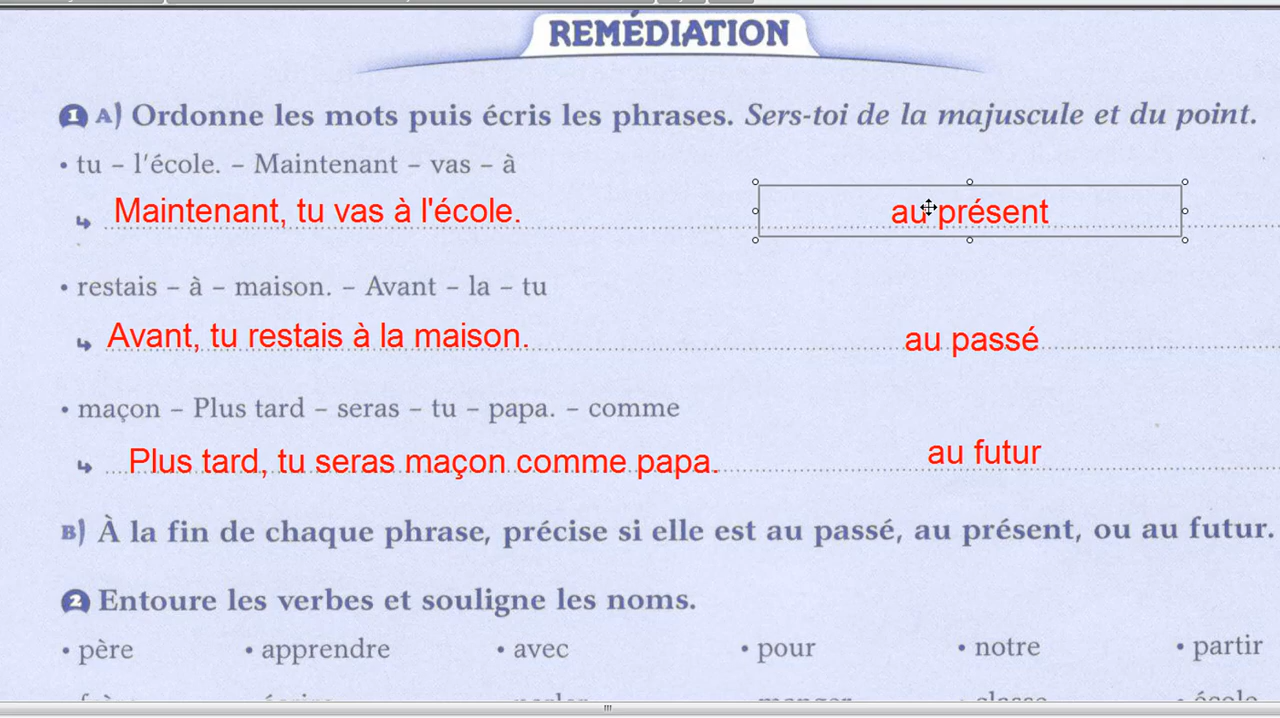 REMÉDIATION
1 A) Ordonne les mots puis écris les phrases. Sers-toi de la majuscule et du point.
• tu – l'école. – Maintenant – vas – à
↳ Maintenant, tu vas à l'école. au présent
• restais – à – maison. – Avant – la – tu
↳ Avant, tu restais à la maison. au passé
• maçon – Plus tard – seras – tu – papa. – comme
↳ Plus tard, tu seras maçon comme papa. au futur
B) À la fin de chaque phrase, précise si elle est au passé, au présent, ou au futur.
2 Entoure les verbes et souligne les noms.
• père • apprendre • avec • pour • notre • partir